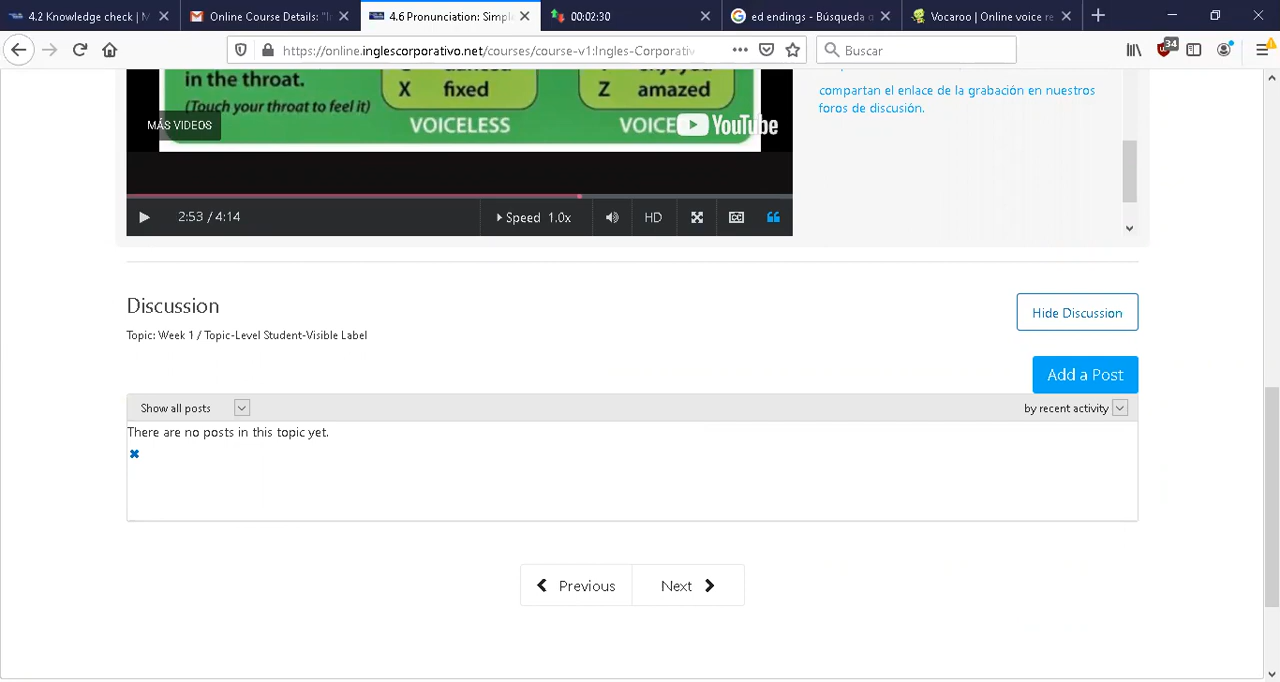 4.2 Knowledge check | M
Online Course Details: "I
4.6 Pronunciation: Simpl
00:02:30
ed endings - Búsqueda
Vocaroo | Online voice re
https://online.inglescorporativo.net/courses/course-v1:Ingles-Corporativ
Buscar
34
in the throat.
(Touch your throat to feel it)
X fixed
Z amazed
VOICELESS
VOICE
YouTube
MÁS VIDEOS
compartan el enlace de la grabación en nuestros
foros de discusión.
2:53 / 4:14
Speed 1.0x
HD
Discussion
Hide Discussion
Topic: Week 1 / Topic-Level Student-Visible Label
Add a Post
Show all posts
by recent activity
There are no posts in this topic yet.
Previous
Next